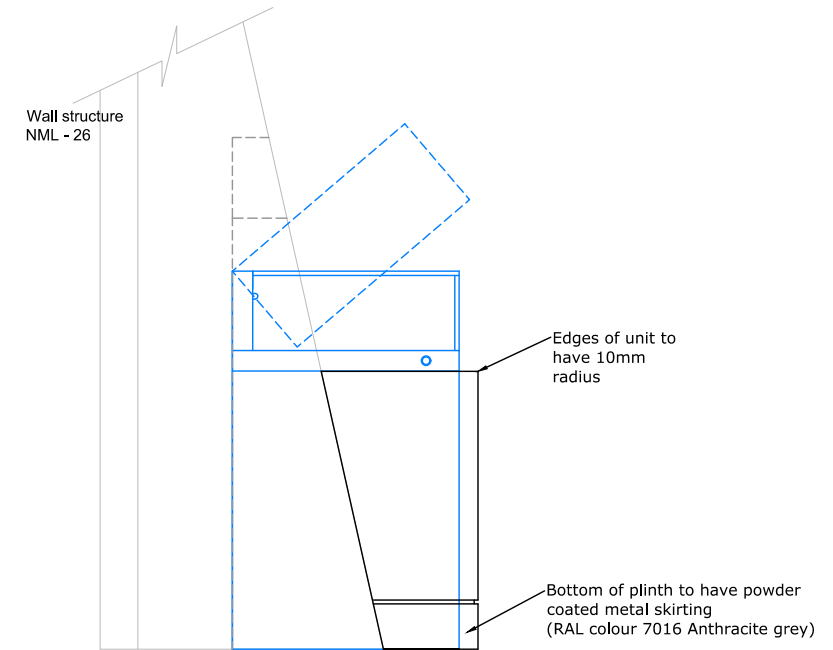 Wall structure
NML - 26
Edges of unit to
have 10mm
radius
Bottom of plinth to have powder
coated metal skirting
(RAL colour 7016 Anthracite grey)